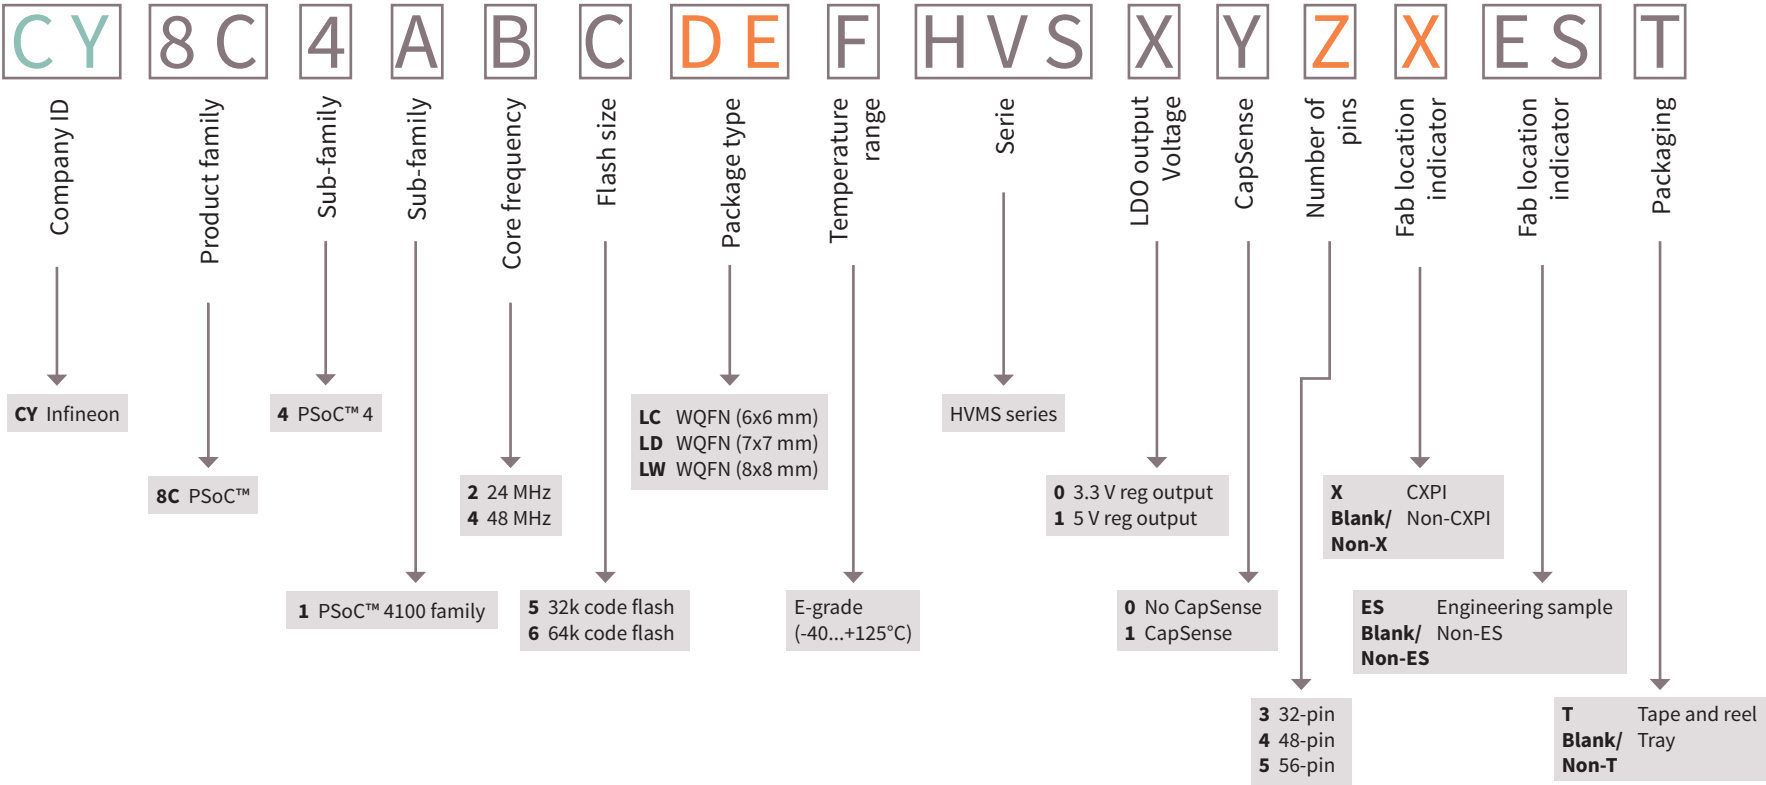 CY 8C 4 A B C DE F HVS X Y Z X ES T
Company ID
Product family
Sub-family
Sub-family
Core frequency
Flash size
Package type
Temperature
range
Serie
LDO output
Voltage
CapSense
Number of
pins
Fab location
indicator
Fab location
indicator
Packaging
CY Infineon
8C PSoC™
4 PSoC™ 4
1 PSoC™ 4100 family
2 24 MHz
4 48 MHz
5 32k code flash
6 64k code flash
LC WQFN (6x6 mm)
LD WQFN (7x7 mm)
LW WQFN (8x8 mm)
E-grade
(-40...+125°C)
HVMS series
0 3.3 V reg output
1 5 V reg output
0 No CapSense
1 CapSense
3 32-pin
4 48-pin
5 56-pin
X CXPI
Blank/ Non-CXPI
Non-X
ES Engineering sample
Blank/ Non-ES
Non-ES
T Tape and reel
Blank/ Tray
Non-T